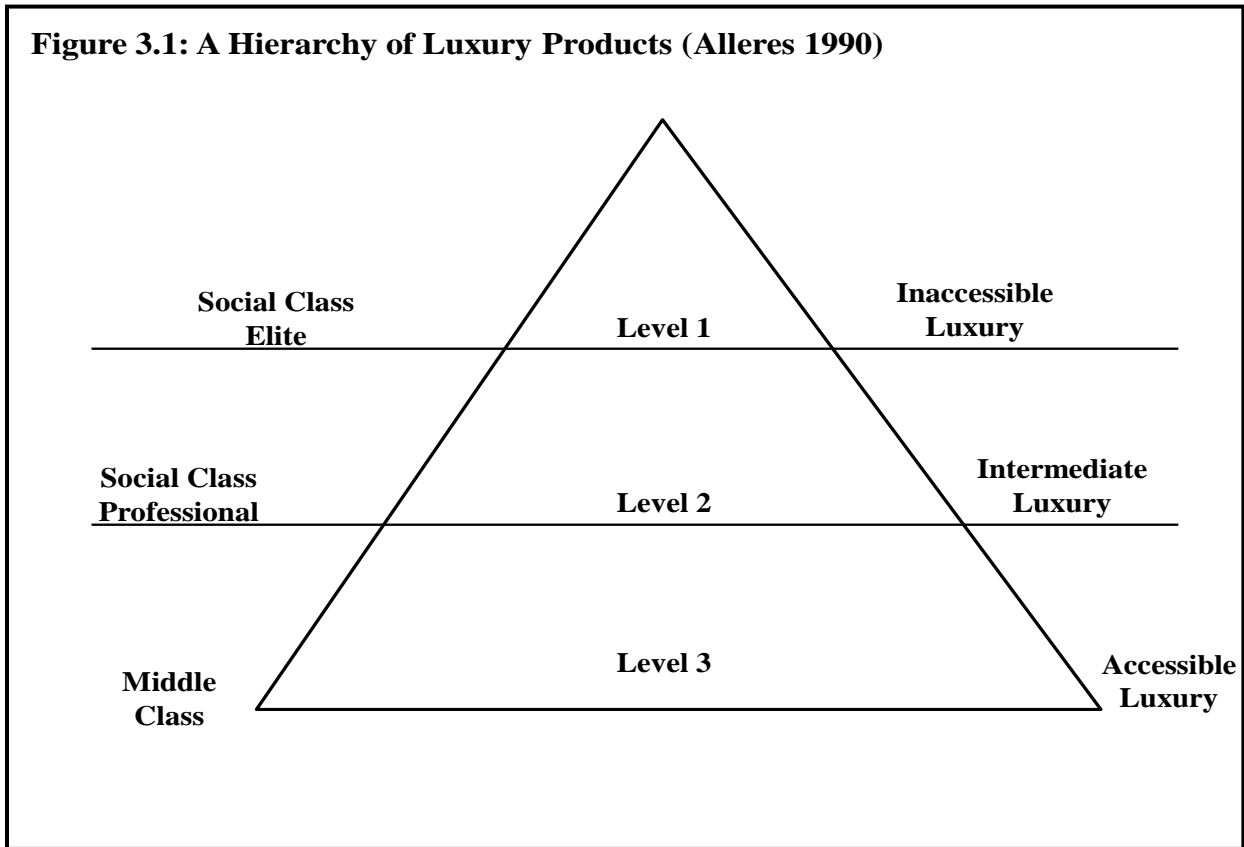 Figure 3.1: A Hierarchy of Luxury Products (Alleres 1990)
Social Class
Elite
Level 1
Inaccessible
Luxury
Social Class
Professional
Level 2
Intermediate
Luxury
Middle
Class
Level 3
Accessible
Luxury